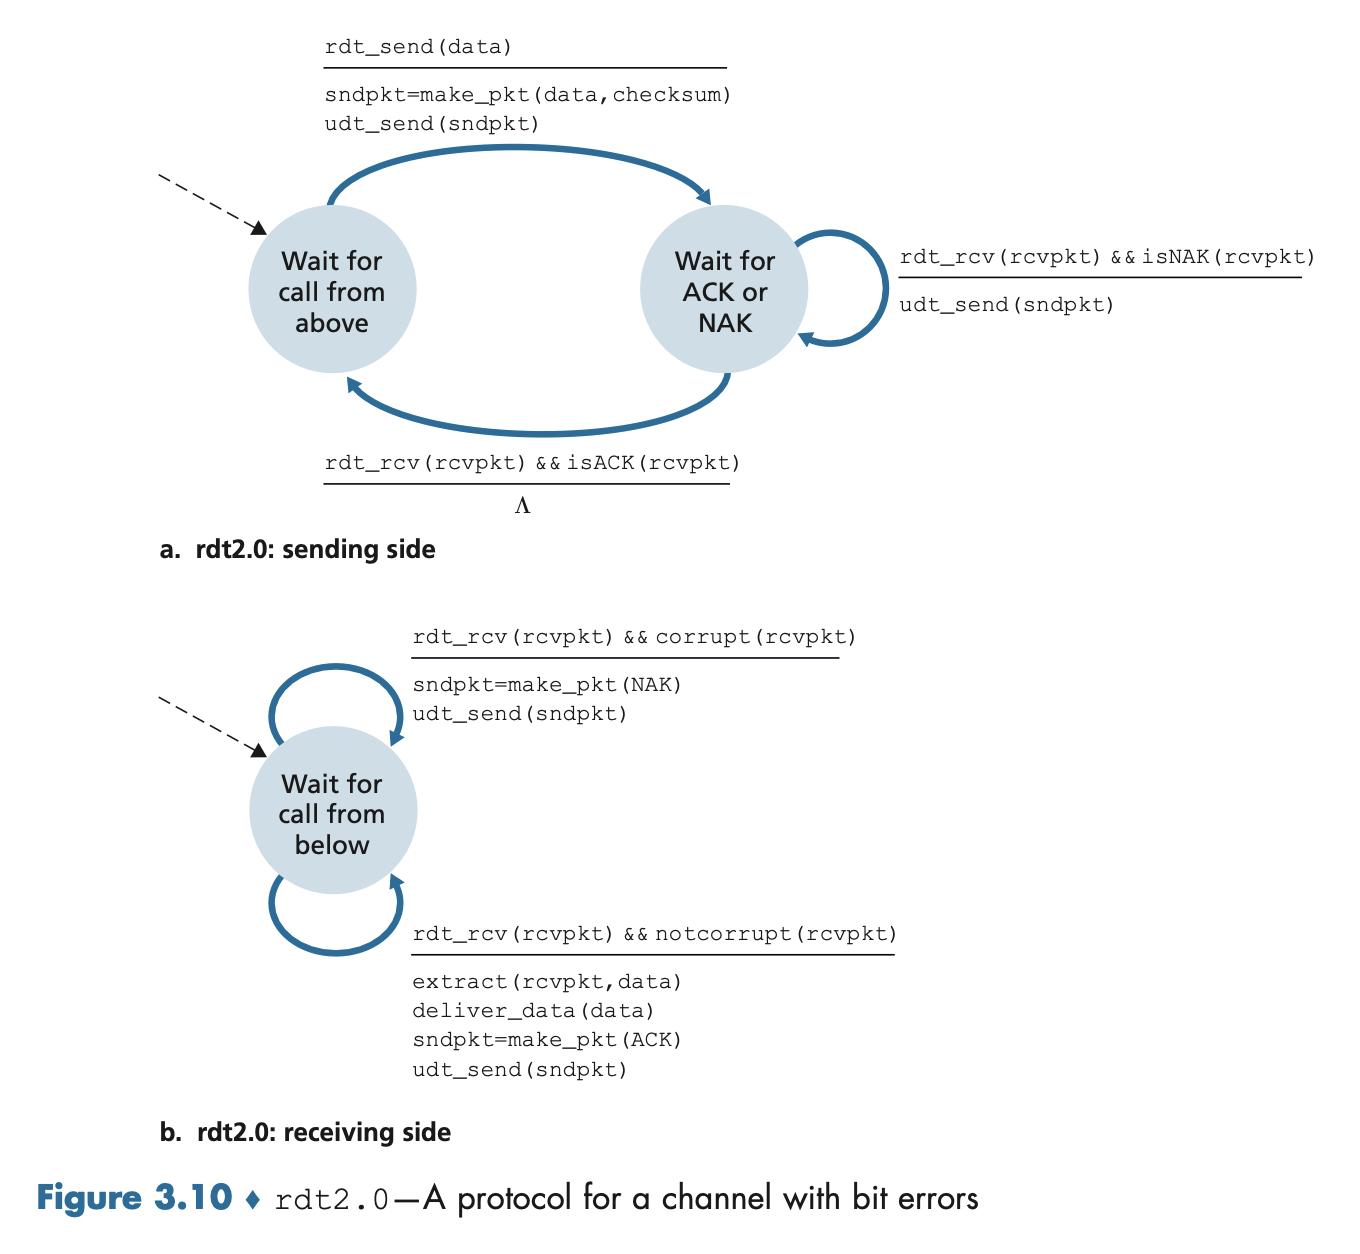 rdt_send(data)
sndpkt=make_pkt(data,checksum)
udt_send(sndpkt)
Wait for
call from
above
Wait for
ACK or
NAK
rdt_rcv(rcvpkt) && isNAK(rcvpkt)
udt_send(sndpkt)
rdt_rcv(rcvpkt) && isACK(rcvpkt)
Λ
a. rdt2.0: sending side
rdt_rcv(rcvpkt) && corrupt(rcvpkt)
sndpkt=make_pkt(NAK)
udt_send(sndpkt)
Wait for
call from
below
rdt_rcv(rcvpkt) && notcorrupt(rcvpkt)
extract(rcvpkt,data)
deliver_data(data)
sndpkt=make_pkt(ACK)
udt_send(sndpkt)
b. rdt2.0: receiving side
Figure 3.10 ♦ rdt2.0—A protocol for a channel with bit errors